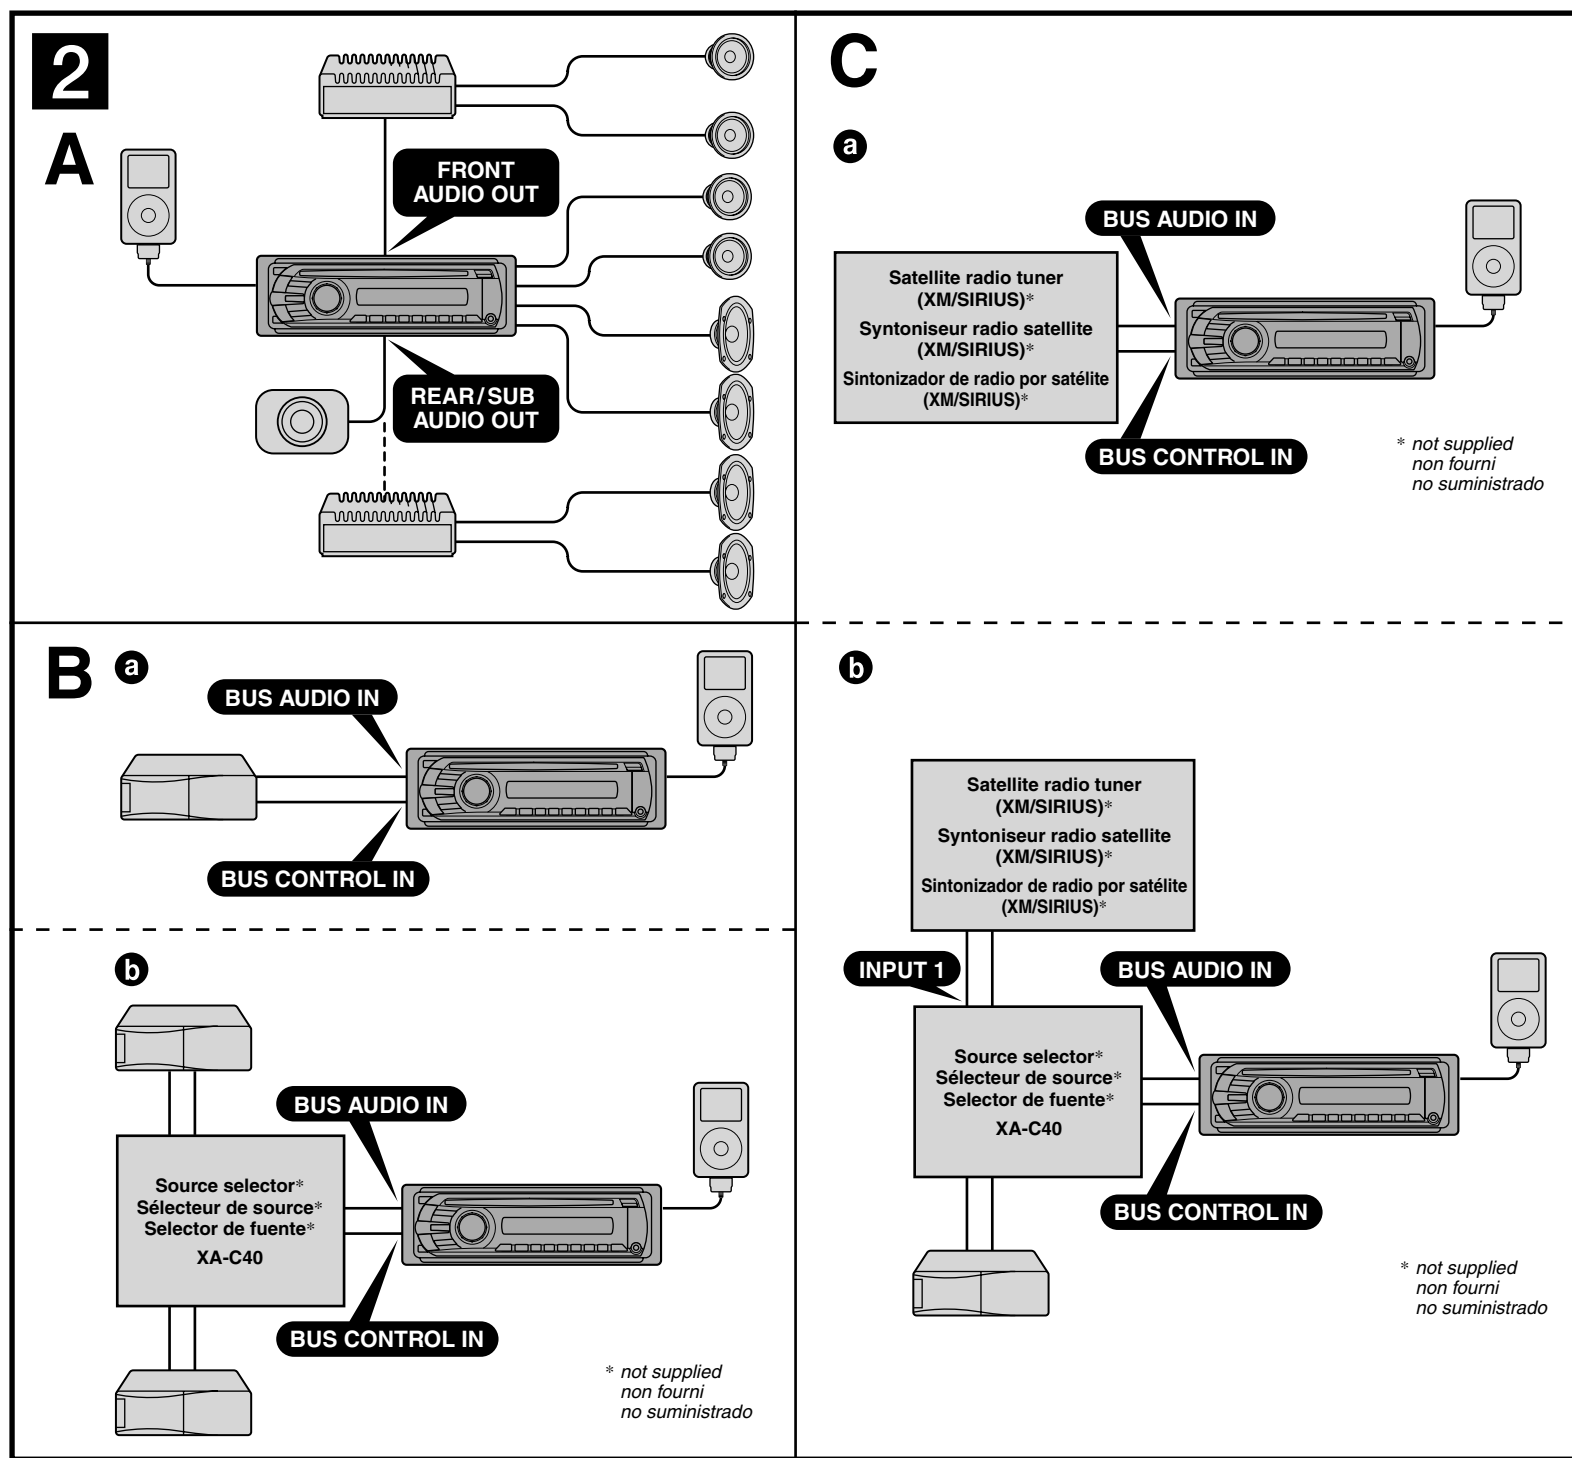 2
A
FRONT
AUDIO OUT
REAR/SUB
AUDIO OUT
B
a
BUS AUDIO IN
BUS CONTROL IN
b
BUS AUDIO IN
Source selector*
Sélecteur de source*
Selector de fuente*
XA-C40
BUS CONTROL IN
* not supplied
non fourni
no suministrado
C
a
BUS AUDIO IN
Satellite radio tuner
(XM/SIRIUS)*
Syntoniseur radio satellite
(XM/SIRIUS)*
Sintonizador de radio por satélite
(XM/SIRIUS)*
BUS CONTROL IN
* not supplied
non fourni
no suministrado
b
Satellite radio tuner
(XM/SIRIUS)*
Syntoniseur radio satellite
(XM/SIRIUS)*
Sintonizador de radio por satélite
(XM/SIRIUS)*
INPUT 1
BUS AUDIO IN
Source selector*
Sélecteur de source*
Selector de fuente*
XA-C40
BUS CONTROL IN
* not supplied
non fourni
no suministrado